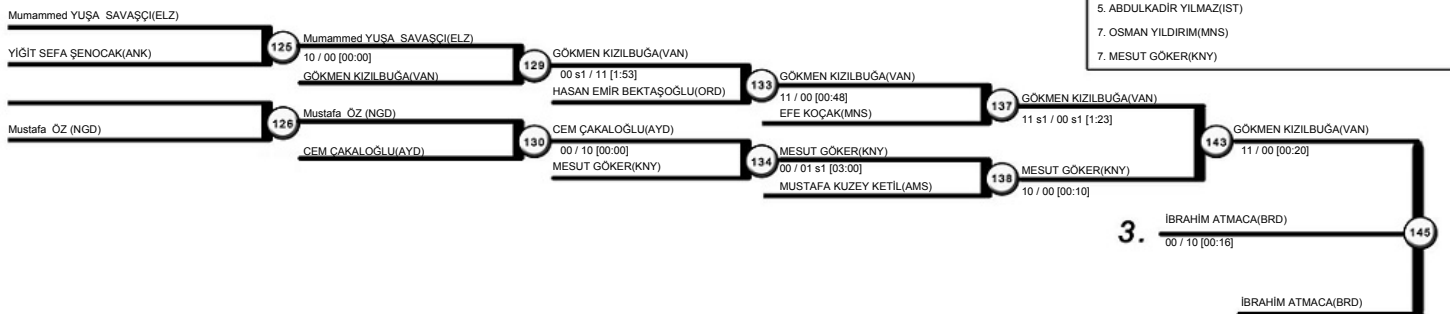 5. ABDULKADİR YILMAZ(IST)
7. OSMAN YILDIRIM(MNS)
7. MESUT GÖKER(KNY)
Mumammed YUŞA  SAVAŞÇI(ELZ)
YİĞİT SEFA ŞENOCAK(ANK)
125
Mumammed YUŞA  SAVAŞÇI(ELZ)
10 / 00 [00:00]
GÖKMEN KIZILBUĞA(VAN)
129
GÖKMEN KIZILBUĞA(VAN)
00 s1 / 11 [1:53]
HASAN EMİR BEKTAŞOĞLU(ORD)
133
GÖKMEN KIZILBUĞA(VAN)
11 / 00 [00:48]
EFE KOÇAK(MNS)
137
GÖKMEN KIZILBUĞA(VAN)
11 s1 / 00 s1 [1:23]
Mustafa  ÖZ (NGD)
126
Mustafa  ÖZ (NGD)
CEM ÇAKALOĞLU(AYD)
130
CEM ÇAKALOĞLU(AYD)
00 / 10 [00:00]
MESUT GÖKER(KNY)
134
MESUT GÖKER(KNY)
00 / 01 s1 [03:00]
MUSTAFA KUZEY KETİL(AMS)
138
MESUT GÖKER(KNY)
10 / 00 [00:10]
143
GÖKMEN KIZILBUĞA(VAN)
11 / 00 [00:20]
3.
İBRAHİM ATMACA(BRD)
00 / 10 [00:16]
145
İBRAHİM ATMACA(BRD)